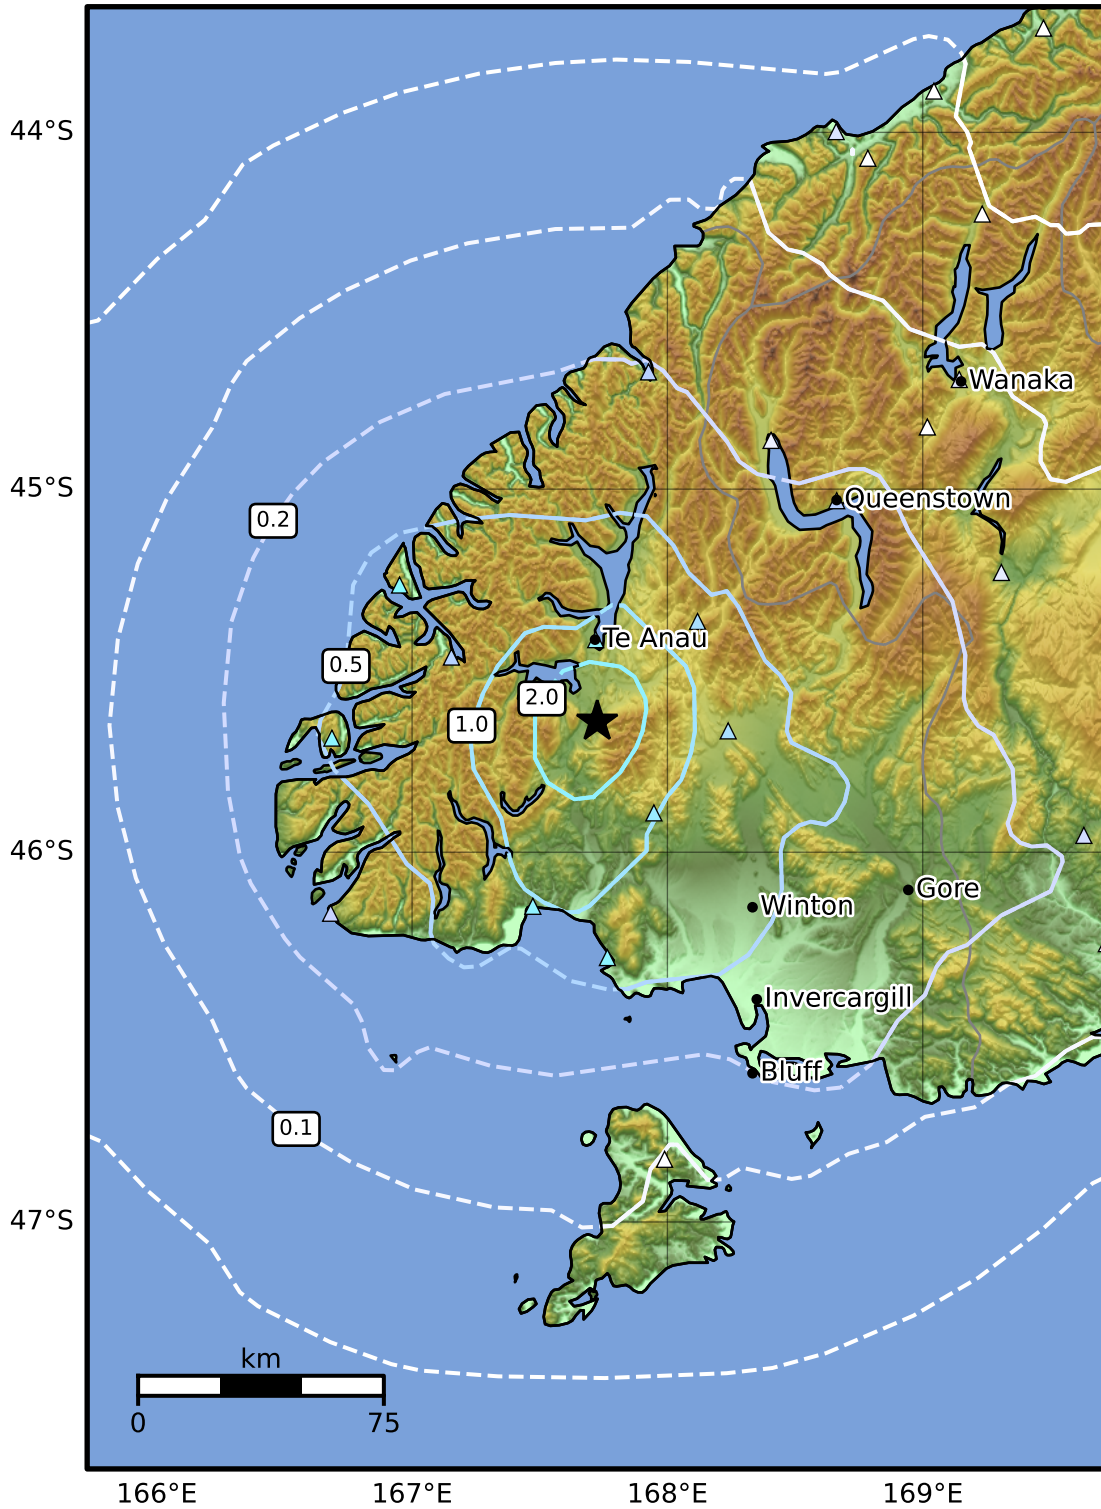 44°S
Wanaka
45°S
Queenstown
0.2
Te Anau
0.5
2.0
1.0
46°S
Gore
Winton
Invercargill
Bluff
0.1
47°S
km
0 75
166°E 167°E 168°E 169°E